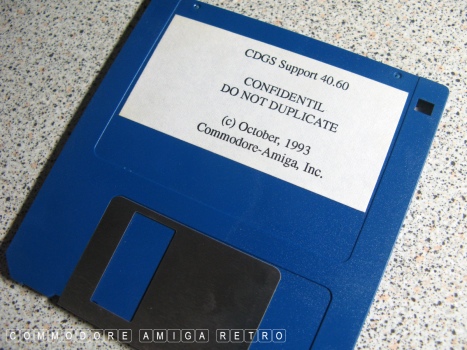 CDGS Support 40.60
CONFIDENTIL
DO NOT DUPLICATE
(c) October, 1993
Commodore-Amiga, Inc.
COMMODORE AMIGA RETRO